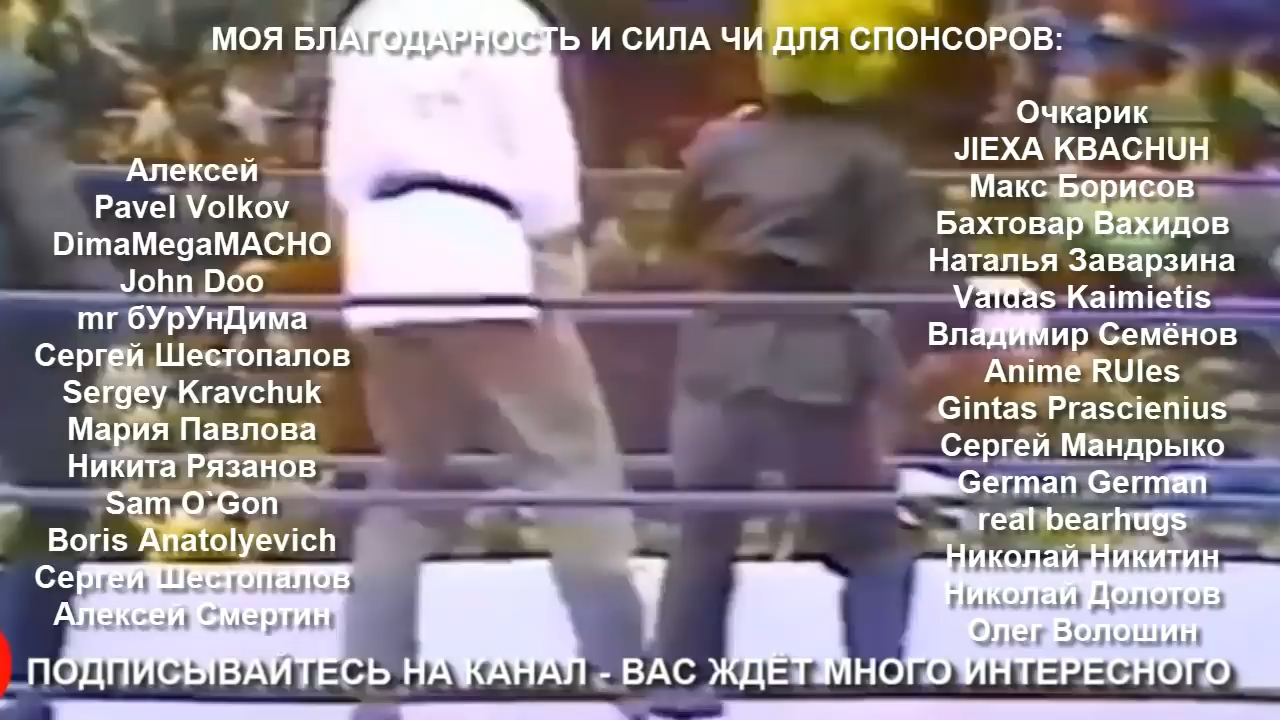 МОЯ БЛАГОДАРНОСТЬ И СИЛА ЧИ ДЛЯ СПОНСОРОВ:
Алексей
Pavel Volkov
DimaMegaMACHO
John Doo
mr бУрУнДима
Сергей Шестопалов
Sergey Kravchuk
Мария Павлова
Никита Рязанов
Sam O`Gon
Boris Anatolyevich
Сергей Шестопалов
Алексей Смертин
Очкарик
JIEXA KBACHUH
Макс Борисов
Бахтовар Вахидов
Наталья Заварзина
Vaidas Kaimietis
Владимир Семёнов
Anime RUles
Gintas Prascienius
Сергей Мандрыко
German German
real bearhugs
Николай Никитин
Николай Долотов
Олег Волошин
ПОДПИСЫВАЙТЕСЬ НА КАНАЛ - ВАС ЖДЁТ МНОГО ИНТЕРЕСНОГО